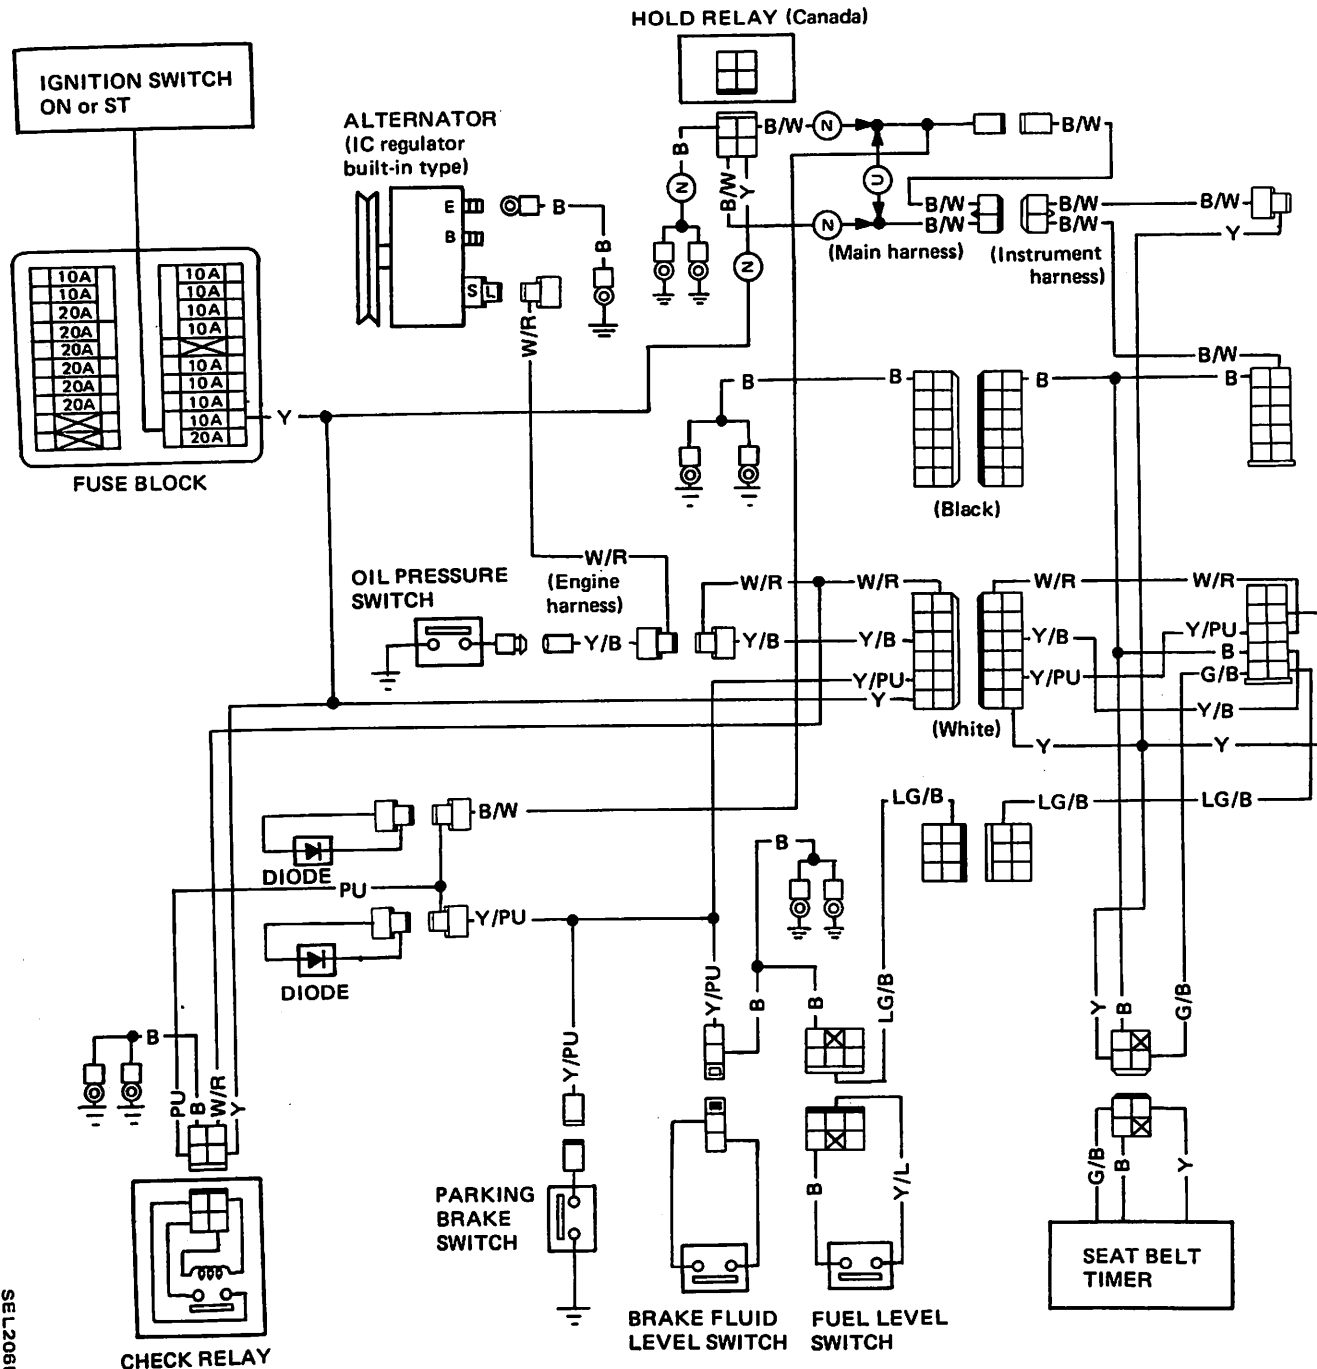 HOLD RELAY (Canada)
IGNITION SWITCH
ON or ST
ALTERNATOR
(IC regulator
built-in type)
E
B
S L
B
B
W/R
B
N
B/W N
B/W
Y
N
U
N
B/W
B/W
B/W
(Main harness)
B/W
B/W
(Instrument
harness)
B/W
Y
10A
10A
20A
20A
20A
20A
20A
20A
10A
10A
10A
10A
10A
10A
10A
10A
20A
Y
FUSE BLOCK
B
B
B
B
B/W
(Black)
W/R
(Engine
harness)
OIL PRESSURE
SWITCH
Y/B
W/R
W/R
Y/B
Y/B
Y/PU
Y
(White)
W/R
W/R
Y/B
Y/PU
Y/PU
B
G/B
Y/B
Y
Y
B/W
DIODE
PU
Y/PU
DIODE
LG/B
LG/B
LG/B
B
LG/B
Y/PU
B
B
Y/PU
Y
B
G/B
B
PU
B
W/R
Y
CHECK RELAY
PARKING
BRAKE
SWITCH
BRAKE FLUID
LEVEL SWITCH
B
Y/L
FUEL LEVEL
SWITCH
G/B
B
Y
SEAT BELT
TIMER